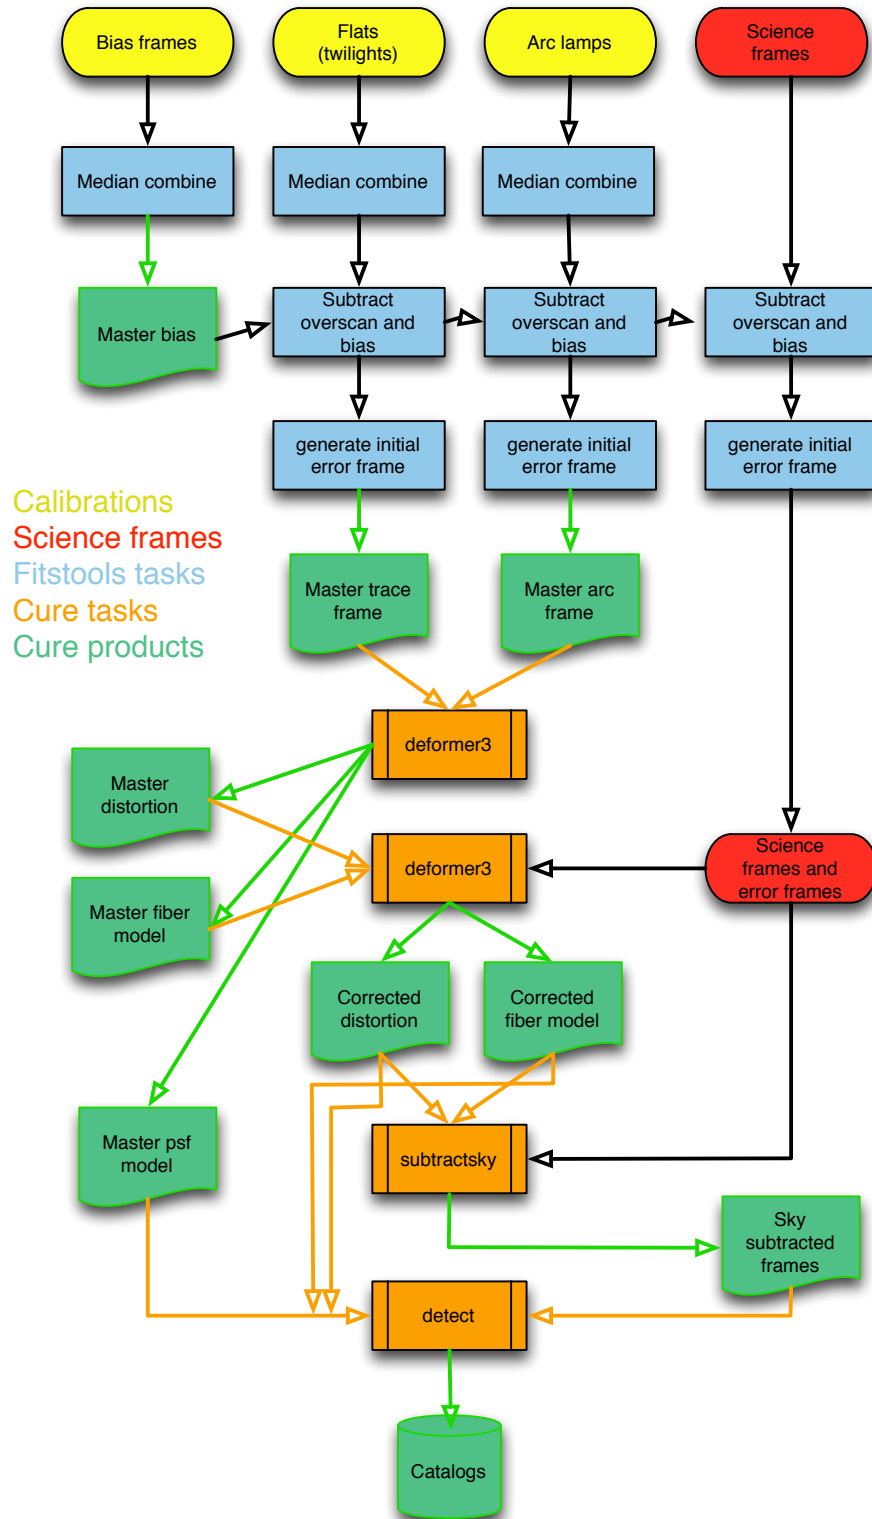 Bias frames
Flats
(twilights)
Arc lamps
Science
frames
Median combine
Median combine
Median combine
Master bias
Subtract
overscan and
bias
Subtract
overscan and
bias
Subtract
overscan and
bias
generate initial
error frame
generate initial
error frame
generate initial
error frame
Calibrations
Science frames
Fitstools tasks
Cure tasks
Cure products
Master trace
frame
Master arc
frame
deformer3
Master
distortion
deformer3
Science
frames and
error frames
Master fiber
model
Corrected
distortion
Corrected
fiber model
Master psf
model
subtractsky
Sky
subtracted
frames
detect
Catalogs